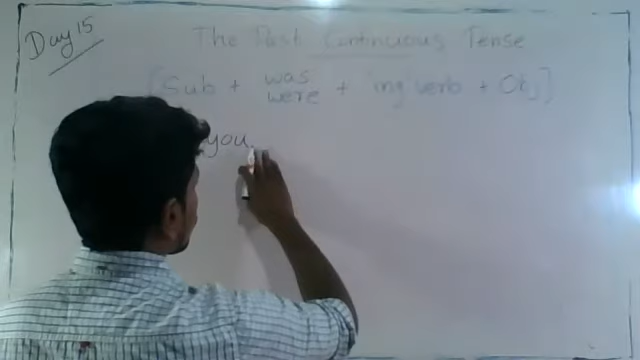 Day 15
The Past Continuous Tense
[Sub + was
were + ing verb + Obj]
you,